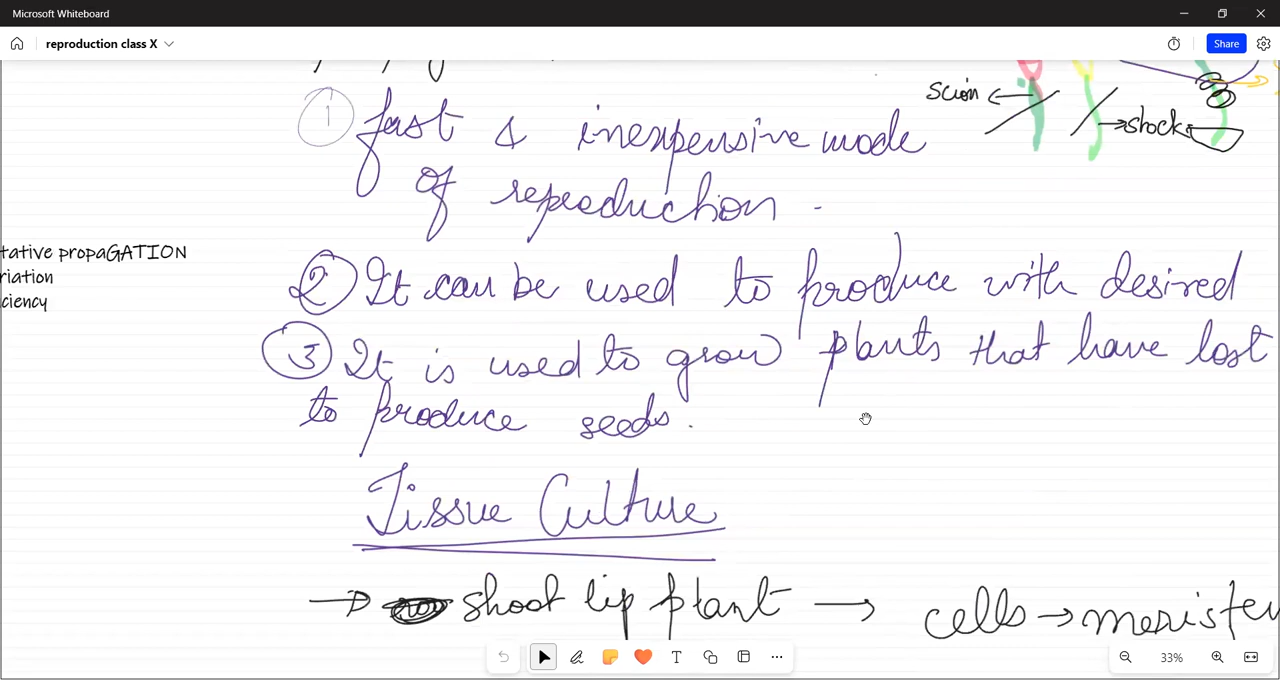 Microsoft Whiteboard
reproduction class X
Share
scion
shock
1 fast & inexpensive mode
of reproduction.
tative propaGATION
riation
ciency
2 It can be used to produce with desired
3 It is used to grow plants that have lost
to produce seeds.
Tissue Culture
→ shoot tip plant → cells → meristem
33%